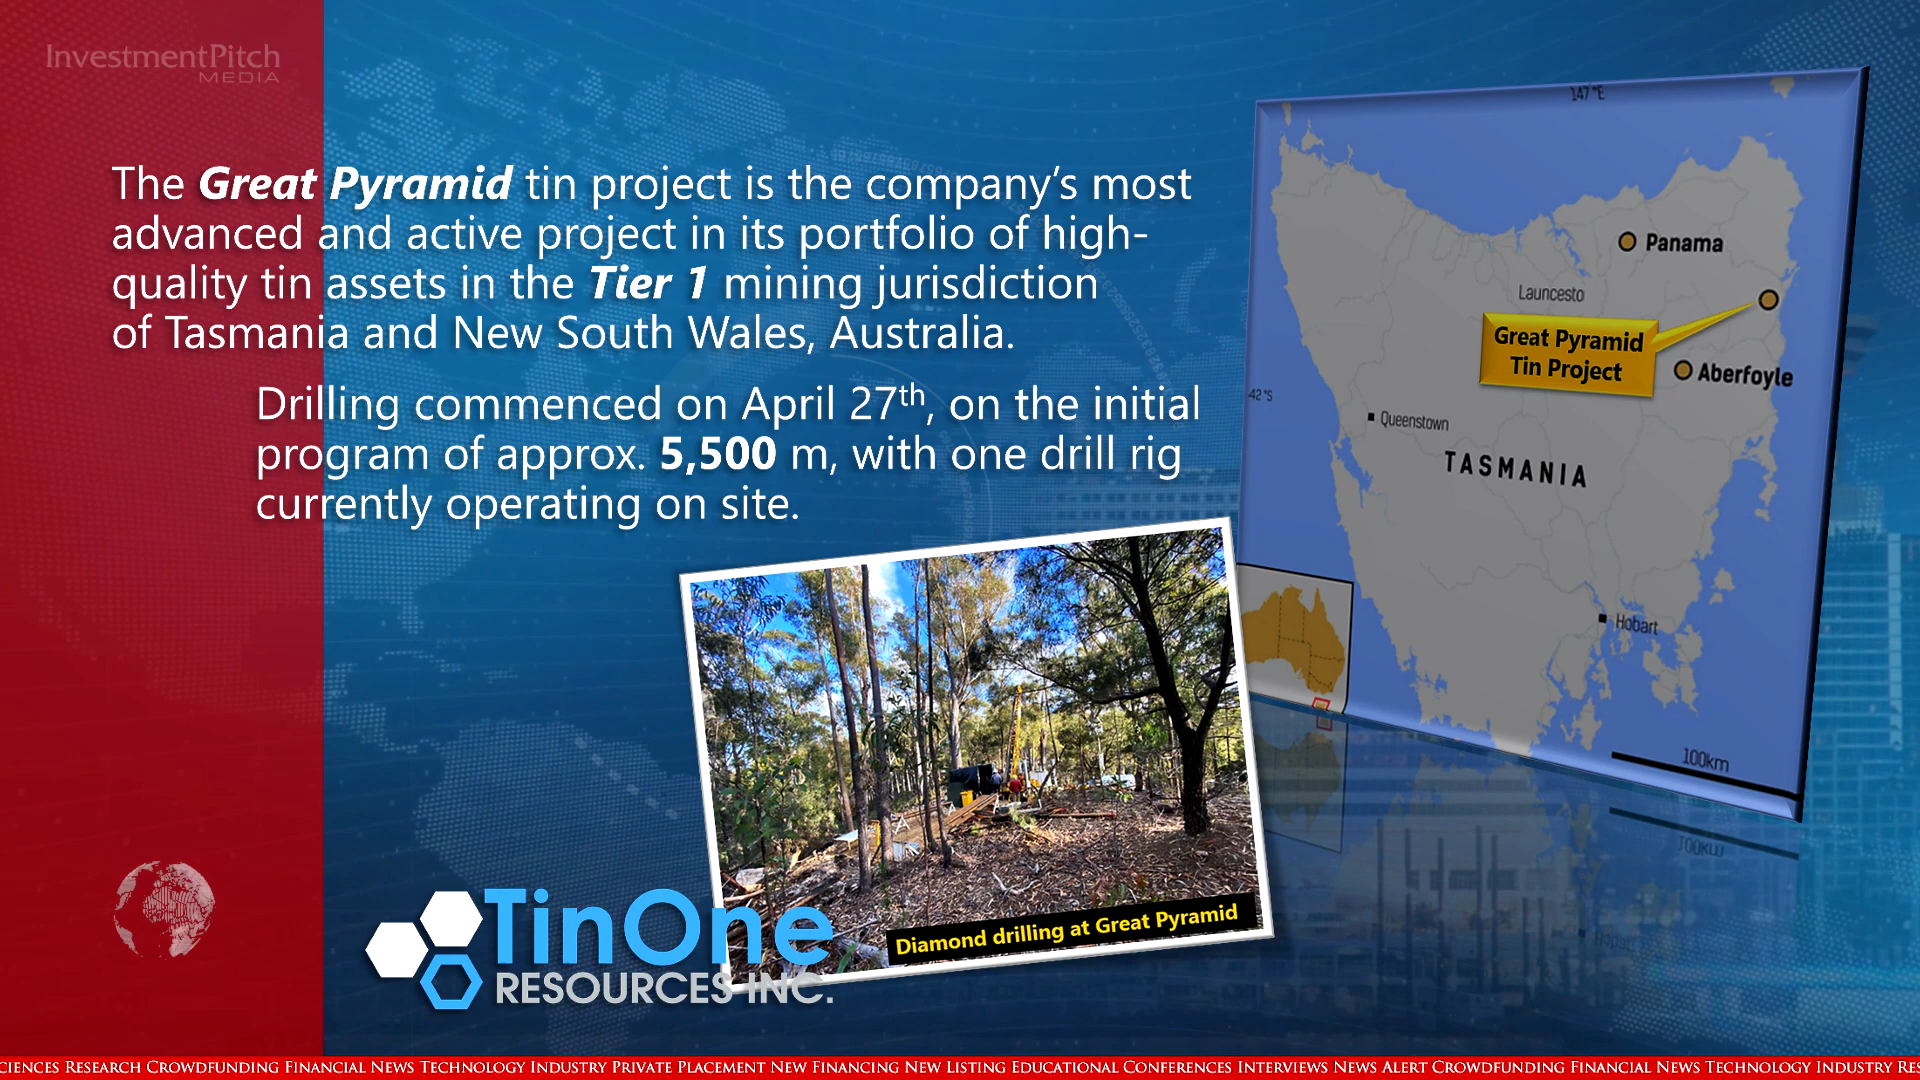 InvestmentPitch
MEDIA
The Great Pyramid tin project is the company's most
advanced and active project in its portfolio of high-
quality tin assets in the Tier 1 mining jurisdiction
of Tasmania and New South Wales, Australia.
Drilling commenced on April 27th, on the initial
program of approx. 5,500 m, with one drill rig
currently operating on site.
147 °E
Panama
Launcesto
Great Pyramid
Tin Project
Aberfoyle
42 °S
Queenstown
TASMANIA
Hobart
100km
Diamond drilling at Great Pyramid
TinOne
RESOURCES INC.
CIENCES RESEARCH CROWDFUNDING FINANCIAL NEWS TECHNOLOGY INDUSTRY PRIVATE PLACEMENT NEW FINANCING NEW LISTING EDUCATIONAL CONFERENCES INTERVIEWS NEWS ALERT CROWDFUNDING FINANCIAL NEWS TECHNOLOGY INDUSTRY RES